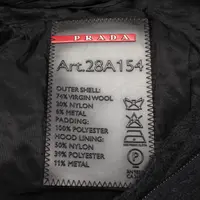 PRADA
Art.28A154
OUTER SHELL:
74% VIRGIN WOOL
20% NYLON
6% METAL
PADDING:
100% POLYESTER
HOOD LINING:
50% NYLON
39% POLYESTER
11% METAL